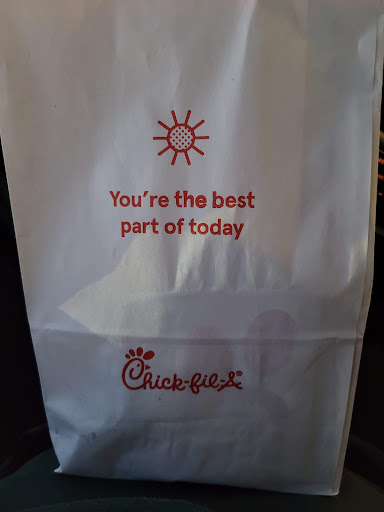 You're the best
part of today
Chick-fil-A®